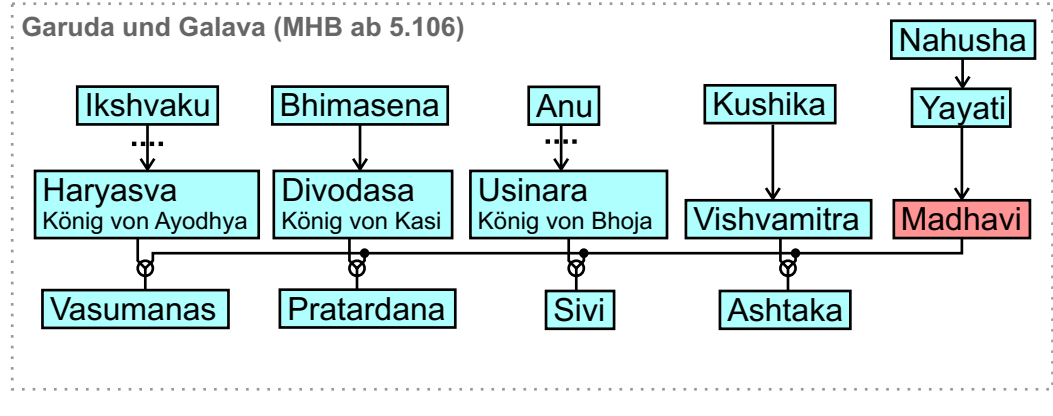 Garuda und Galava (MHB ab 5.106)
Nahusha
Ikshvaku
Bhimasena
Anu
Kushika
Yayati
Haryasva
König von Ayodhya
Divodasa
König von Kasi
Usinara
König von Bhoja
Vishvamitra
Madhavi
Vasumanas
Pratardana
Sivi
Ashtaka